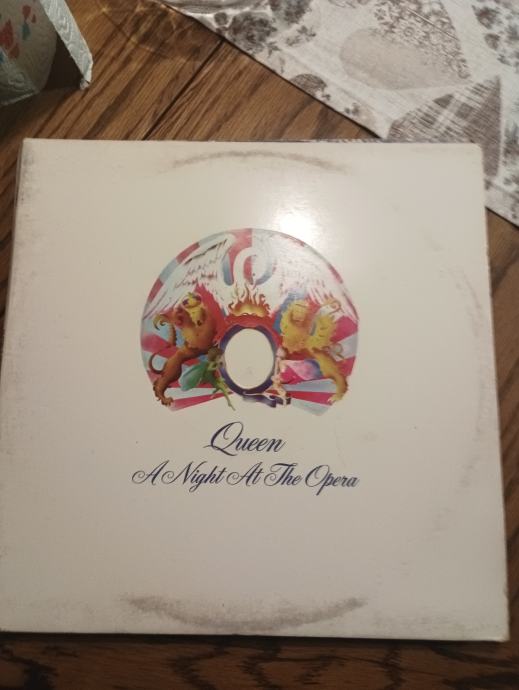 Queen
A Night At The Opera